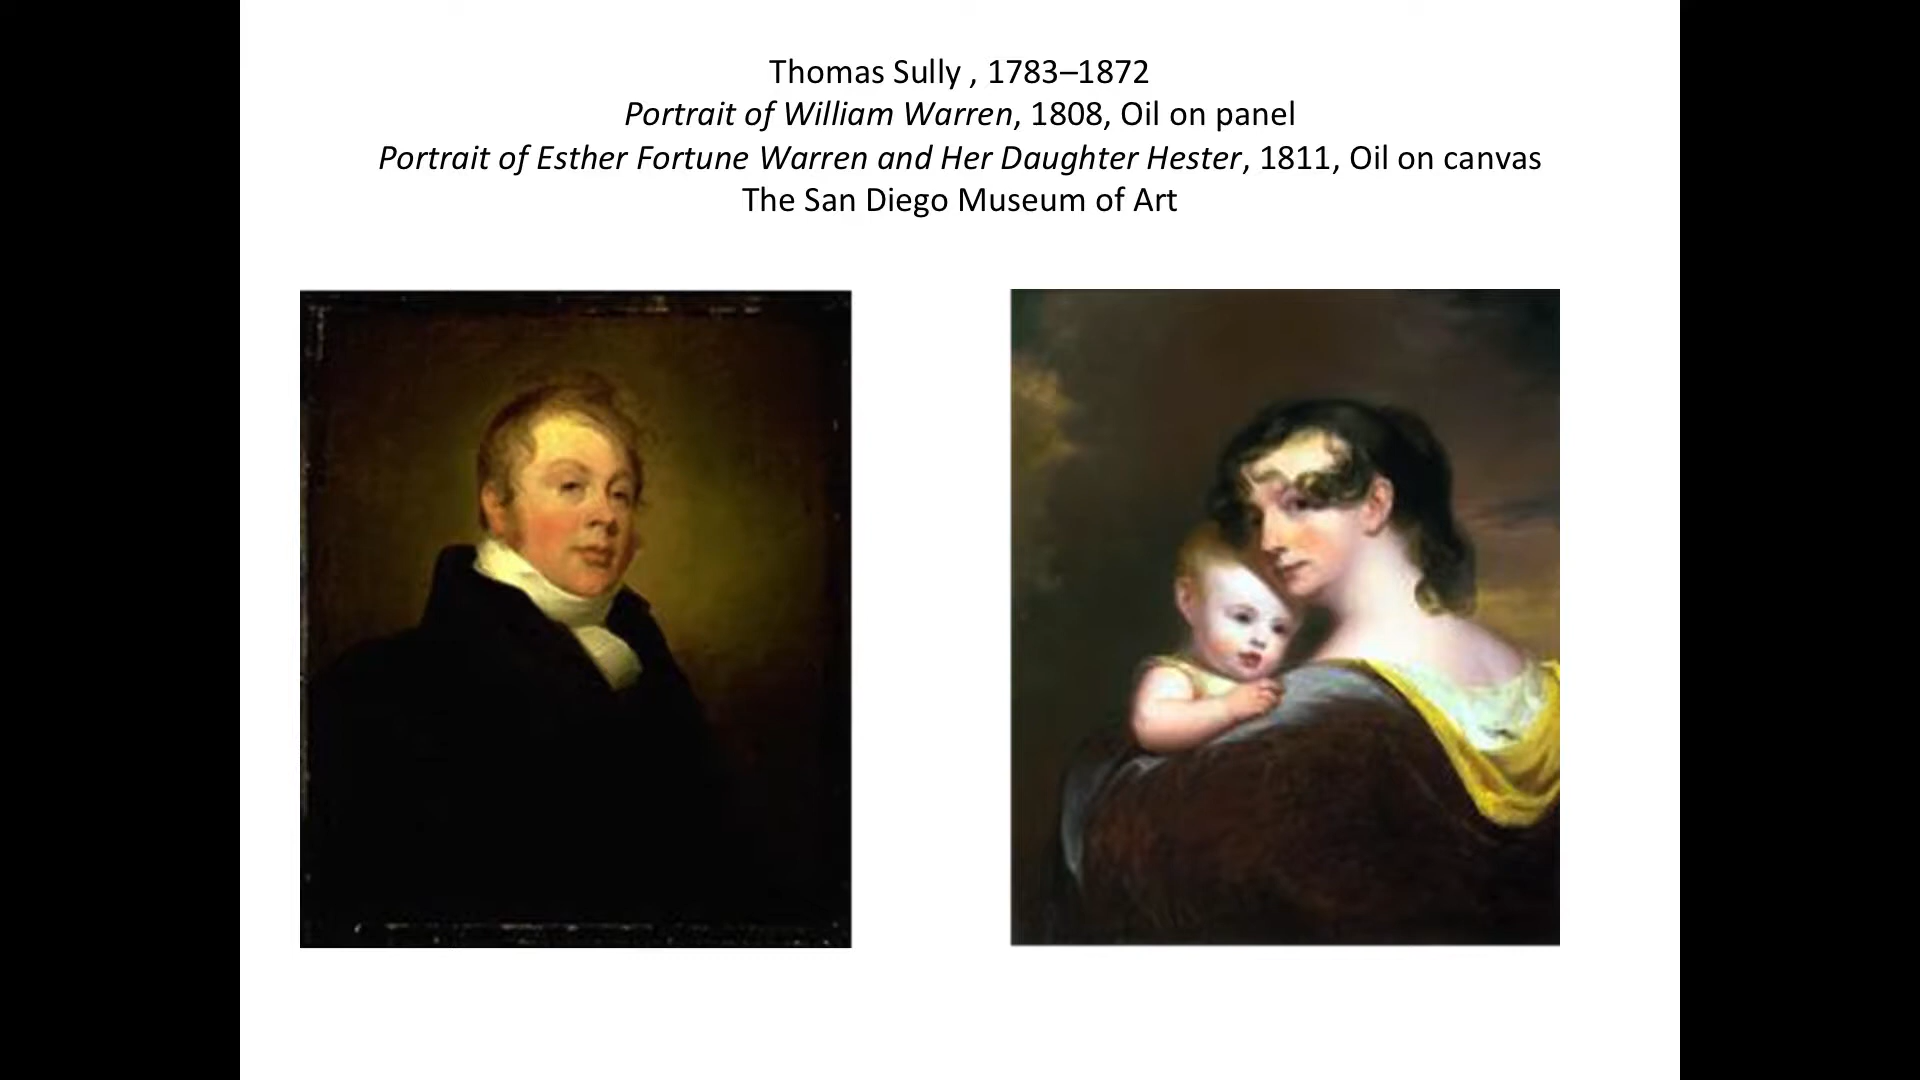 Thomas Sully , 1783–1872
Portrait of William Warren, 1808, Oil on panel
Portrait of Esther Fortune Warren and Her Daughter Hester, 1811, Oil on canvas
The San Diego Museum of Art